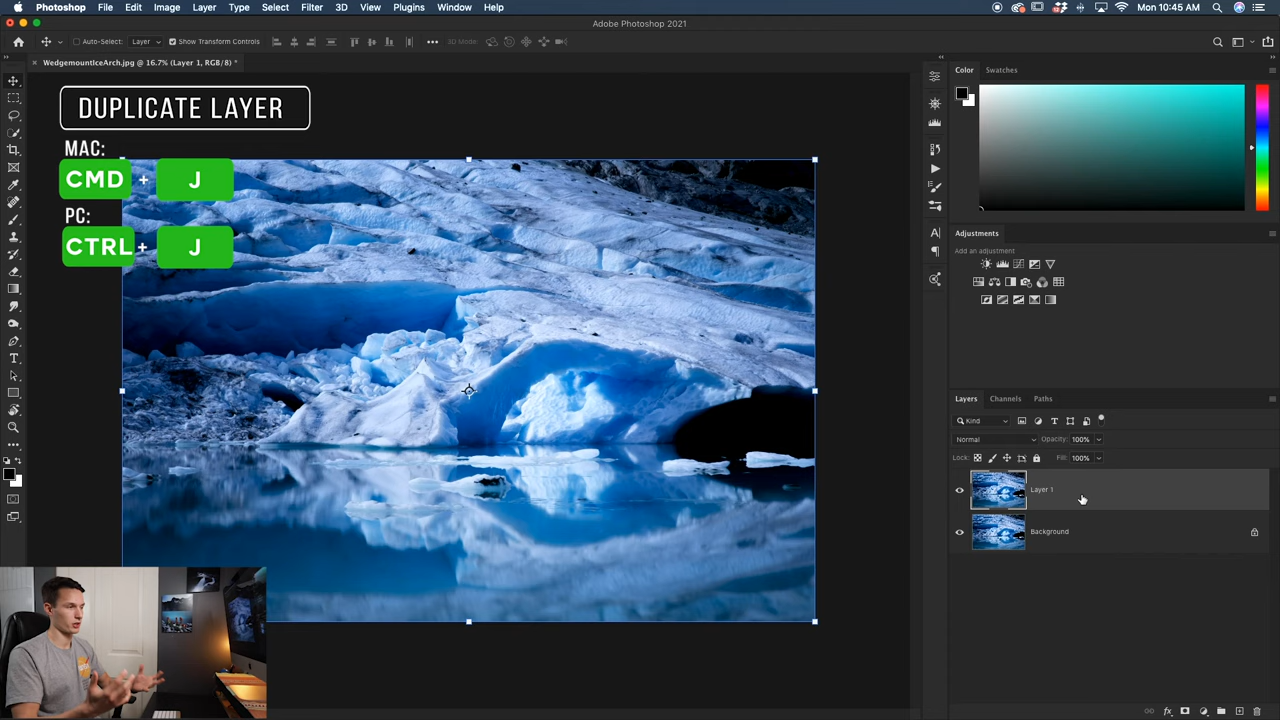 Photoshop File Edit Image Layer Type Select Filter 3D View Plugins Window Help
Mon 10:45 AM
Adobe Photoshop 2021
Auto-Select: Layer Show Transform Controls 3D Mode:
WedgemountIceArch.jpg @ 16.7% (Layer 1, RGB/8) *
DUPLICATE LAYER
MAC:
CMD + J
PC:
CTRL + J
Color Swatches
Adjustments
Add an adjustment
Layers Channels Paths
Kind
Normal Opacity: 100%
Lock: Fill: 100%
Layer 1
Background